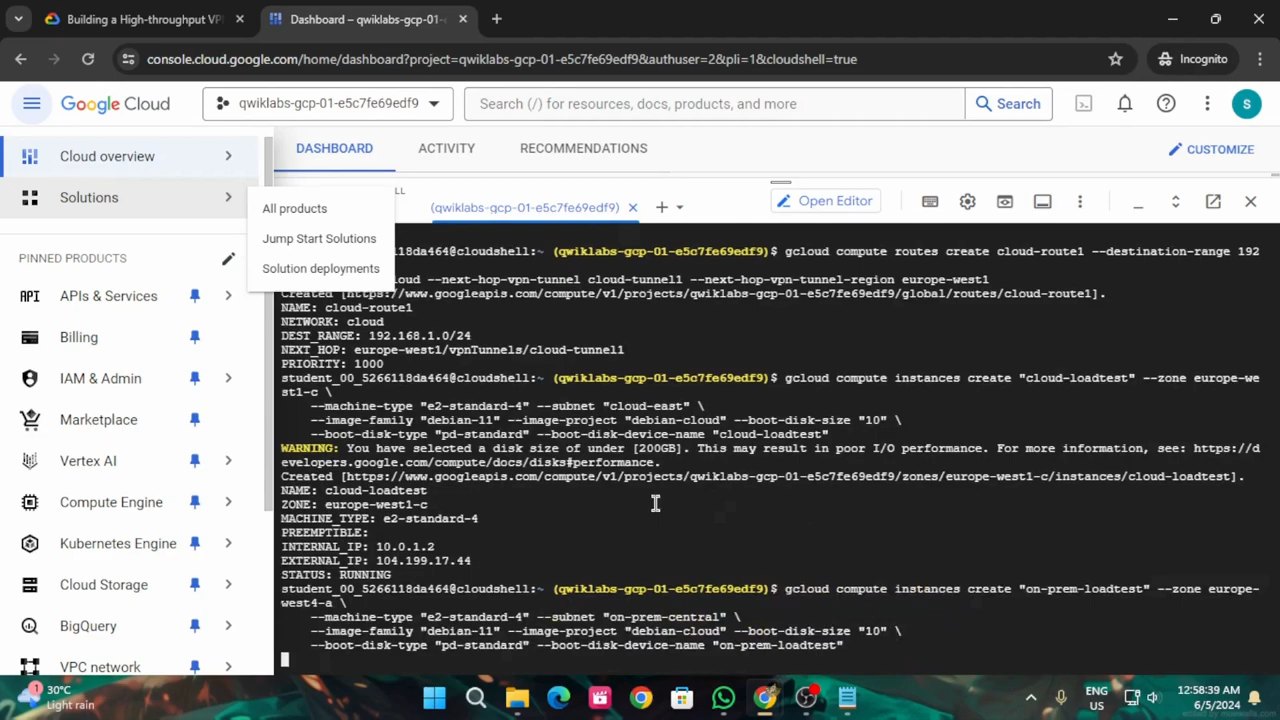 Building a High-throughput VP
Dashboard – qwiklabs-gcp-01-
console.cloud.google.com/home/dashboard?project=qwiklabs-gcp-01-e5c7fe69edf9&authuser=2&pli=1&cloudshell=true
Incognito
Google Cloud
qwiklabs-gcp-01-e5c7fe69edf9
Search (/) for resources, docs, products, and more
Search
S
Cloud overview
DASHBOARD
ACTIVITY
RECOMMENDATIONS
CUSTOMIZE
Solutions
All products
Jump Start Solutions
Solution deployments
PINNED PRODUCTS
API
APIs & Services
Billing
IAM & Admin
Marketplace
Vertex AI
Compute Engine
Kubernetes Engine
Cloud Storage
BigQuery
VPC network
ELL
(qwiklabs-gcp-01-e5c7fe69edf9)
Open Editor
da464@cloudshell:~ (qwiklabs-gcp-01-e5c7fe69edf9)$ gcloud compute routes create cloud-route1 --destination-range 192
loud --next-hop-vpn-tunnel cloud-tunnel1 --next-hop-vpn-tunnel-region europe-west1
Created [https://www.googleapis.com/compute/v1/projects/qwiklabs-gcp-01-e5c7fe69edf9/global/routes/cloud-route1].
NAME: cloud-route1
NETWORK: cloud
DEST_RANGE: 192.168.1.0/24
NEXT_HOP: europe-west1/vpnTunnels/cloud-tunnel1
PRIORITY: 1000
student_00_5266118da464@cloudshell:~ (qwiklabs-gcp-01-e5c7fe69edf9)$ gcloud compute instances create "cloud-loadtest" --zone europe-we
st1-c \
--machine-type "e2-standard-4" --subnet "cloud-east" \
--image-family "debian-11" --image-project "debian-cloud" --boot-disk-size "10" \
--boot-disk-type "pd-standard" --boot-disk-device-name "cloud-loadtest"
WARNING: You have selected a disk size of under [200GB]. This may result in poor I/O performance. For more information, see: https://d
evelopers.google.com/compute/docs/disks#performance.
Created [https://www.googleapis.com/compute/v1/projects/qwiklabs-gcp-01-e5c7fe69edf9/zones/europe-west1-c/instances/cloud-loadtest].
NAME: cloud-loadtest
ZONE: europe-west1-c
MACHINE_TYPE: e2-standard-4
PREEMPTIBLE:
INTERNAL_IP: 10.0.1.2
EXTERNAL_IP: 104.199.17.44
STATUS: RUNNING
student_00_5266118da464@cloudshell:~ (qwiklabs-gcp-01-e5c7fe69edf9)$ gcloud compute instances create "on-prem-loadtest" --zone europe-
west4-a \
--machine-type "e2-standard-4" --subnet "on-prem-central" \
--image-family "debian-11" --image-project "debian-cloud" --boot-disk-size "10" \
--boot-disk-type "pd-standard" --boot-disk-device-name "on-prem-loadtest"
1
30°C
Light rain
ENG
US
12:58:39 AM
6/5/2024